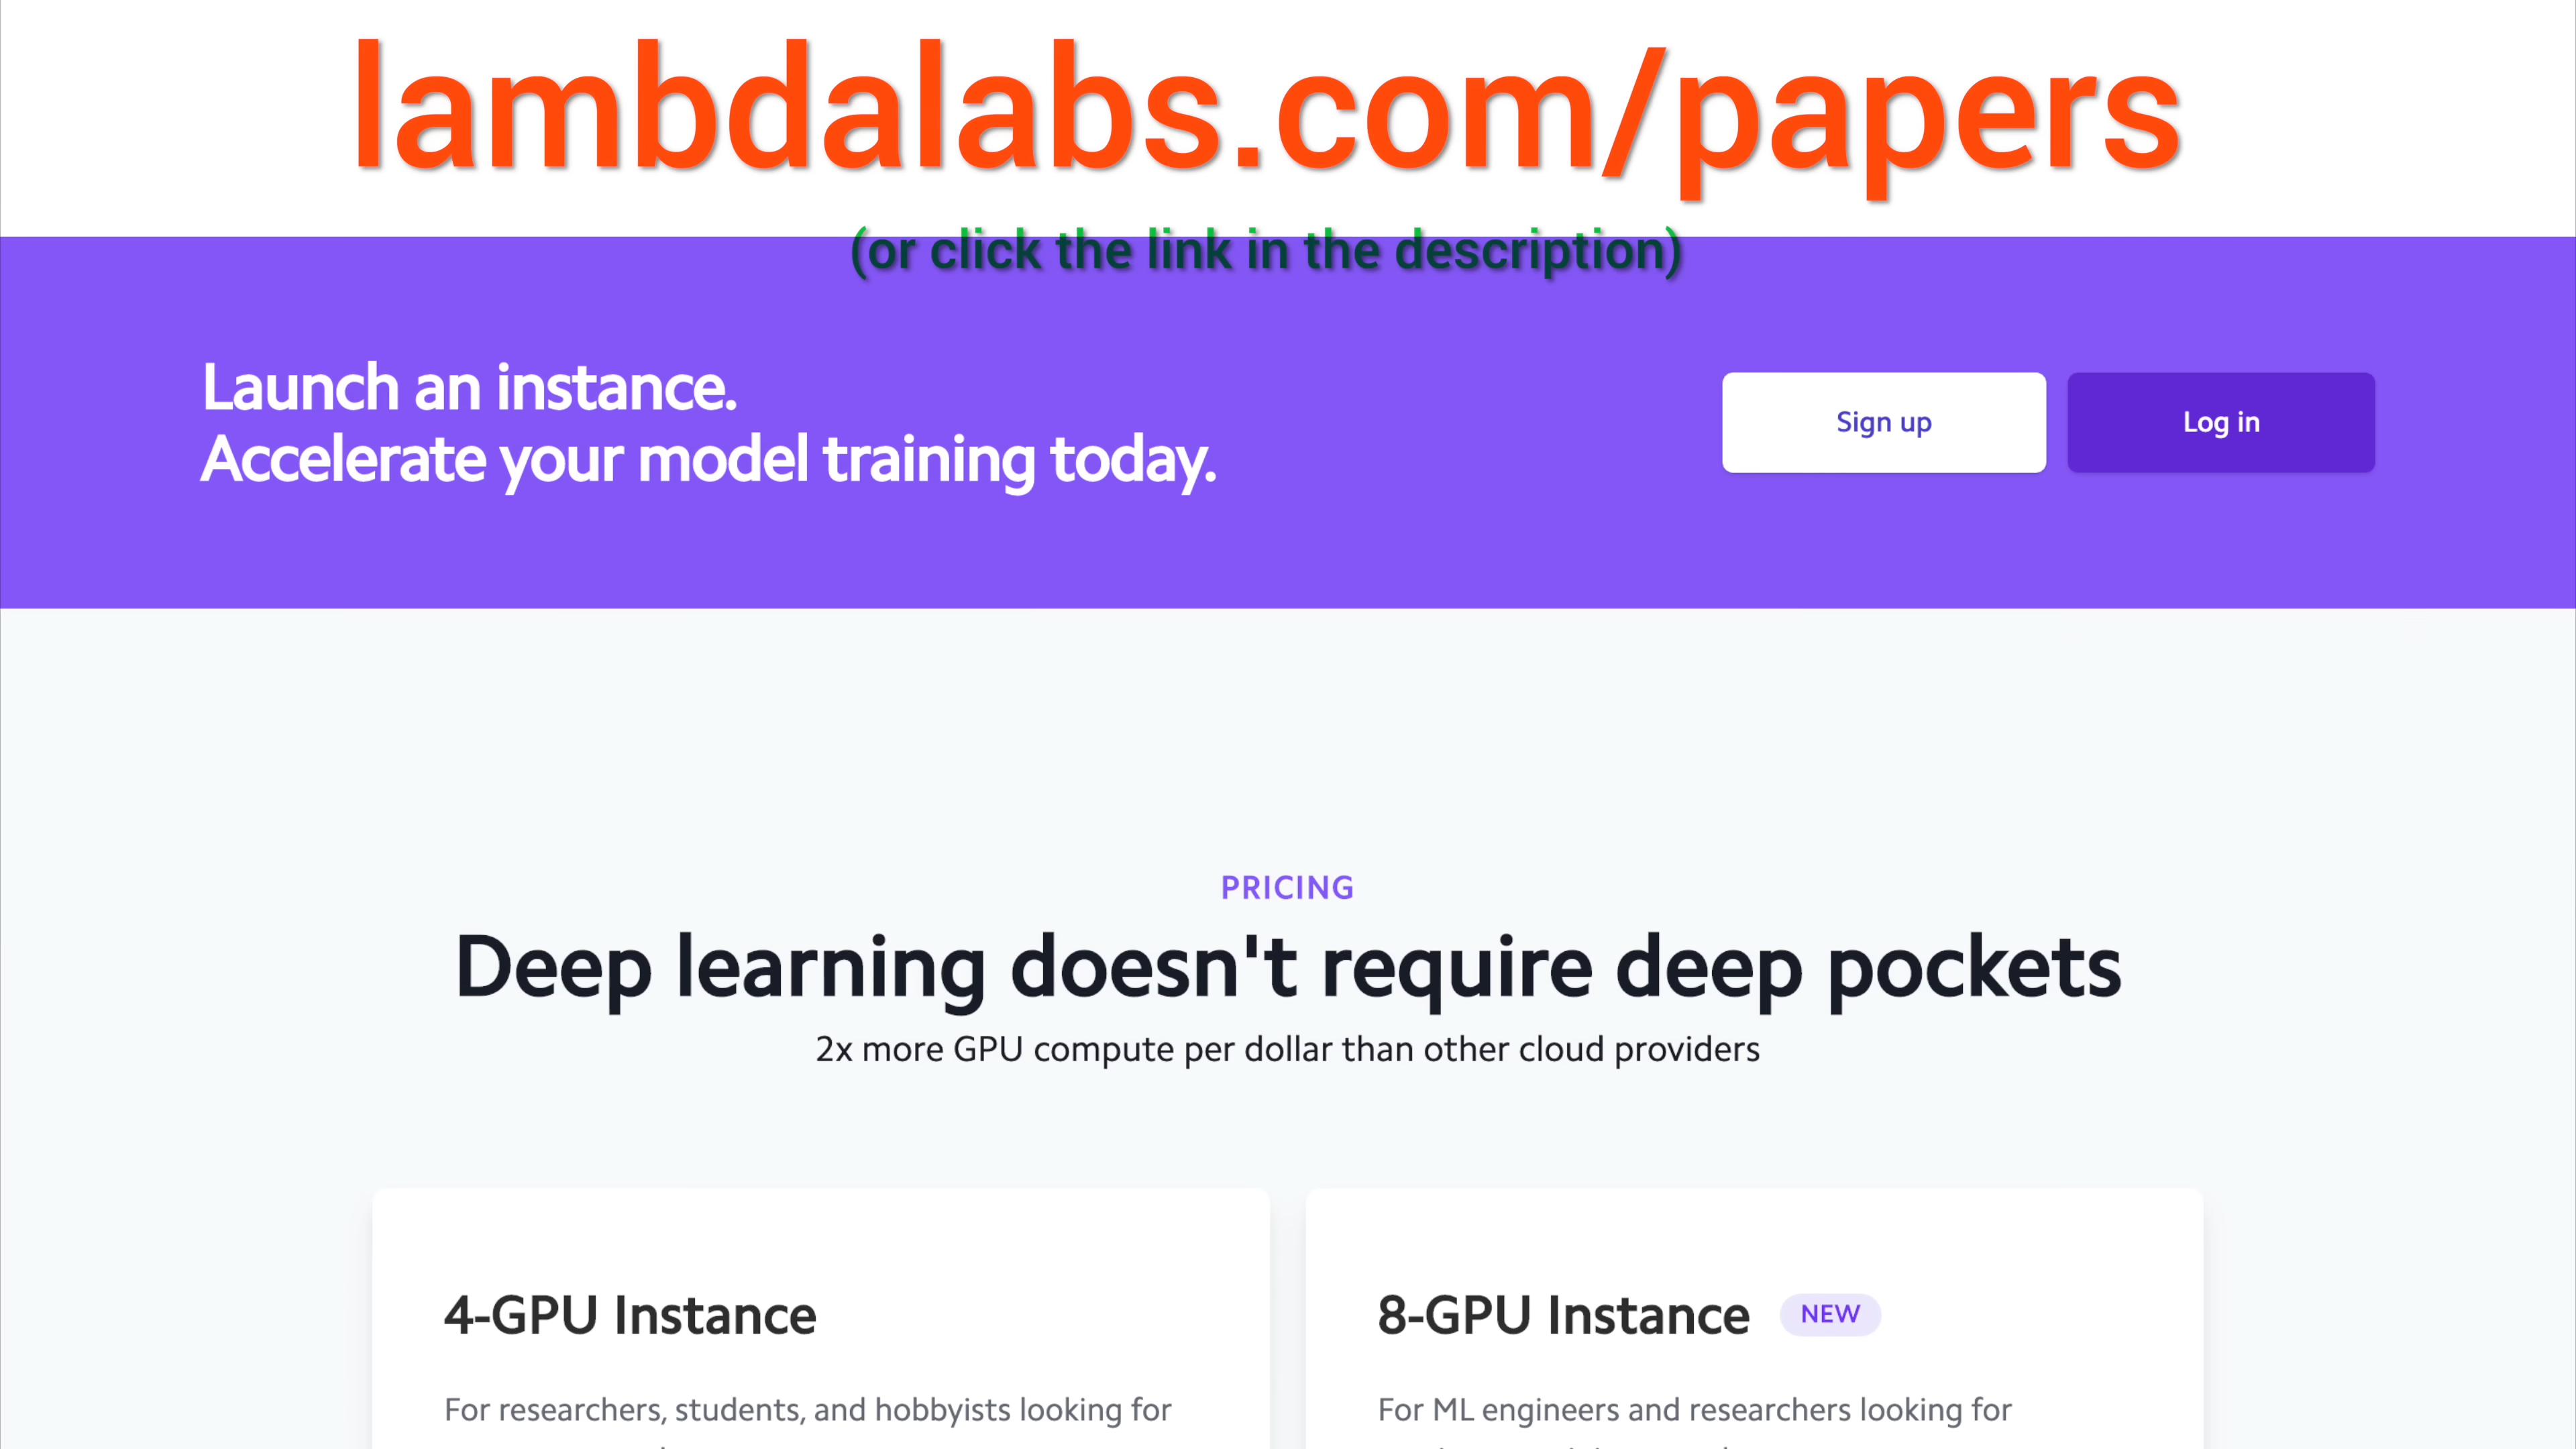 lambdalabs.com/papers
(or click the link in the description)
Launch an instance.
Accelerate your model training today.
Sign up
Log in
PRICING
Deep learning doesn't require deep pockets
2x more GPU compute per dollar than other cloud providers
4-GPU Instance
For researchers, students, and hobbyists looking for
8-GPU Instance NEW
For ML engineers and researchers looking for